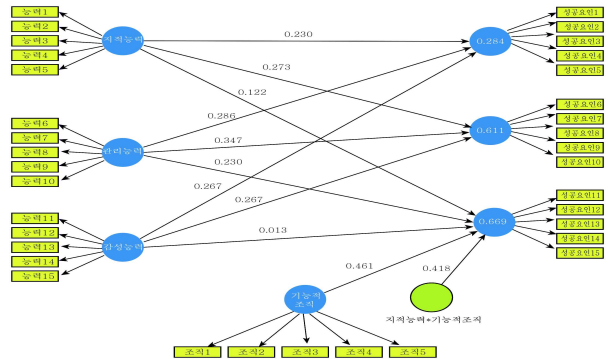 능력1
능력2
능력3
능력4
능력5
지적능력
0.230
0.284
성공요인1
성공요인2
성공요인3
성공요인4
성공요인5
0.273
0.122
0.286
능력6
능력7
능력8
능력9
능력10
관리능력
0.347
0.611
성공요인6
성공요인7
성공요인8
성공요인9
성공요인10
0.230
0.267
0.267
능력11
능력12
능력13
능력14
능력15
감성능력
0.013
0.669
성공요인11
성공요인12
성공요인13
성공요인14
성공요인15
0.461
0.418
기능적
조직
지적능력*기능적조직
조직1
조직2
조직3
조직4
조직5